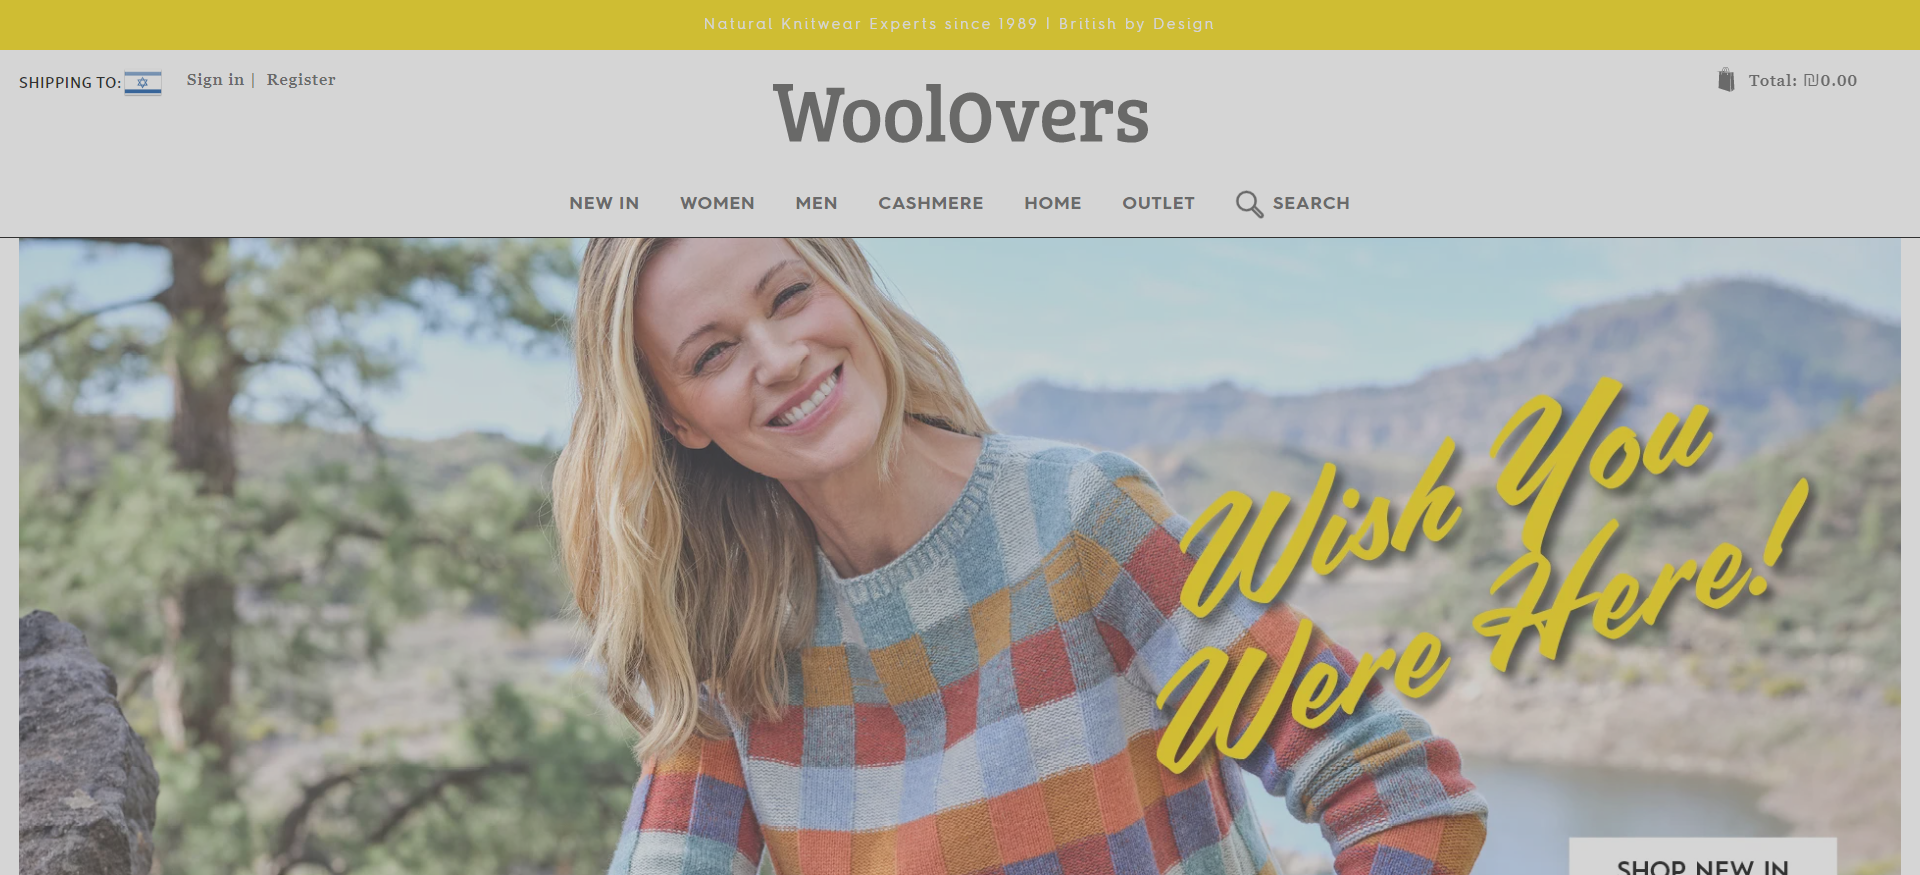 Natural Knitwear Experts since 1989 | British by Design
SHIPPING TO:
Sign in | Register
Total: ₪0.00
WoolOvers
NEW IN
WOMEN
MEN
CASHMERE
HOME
OUTLET
SEARCH
Wish You
Were Here!
SHOP NEW IN